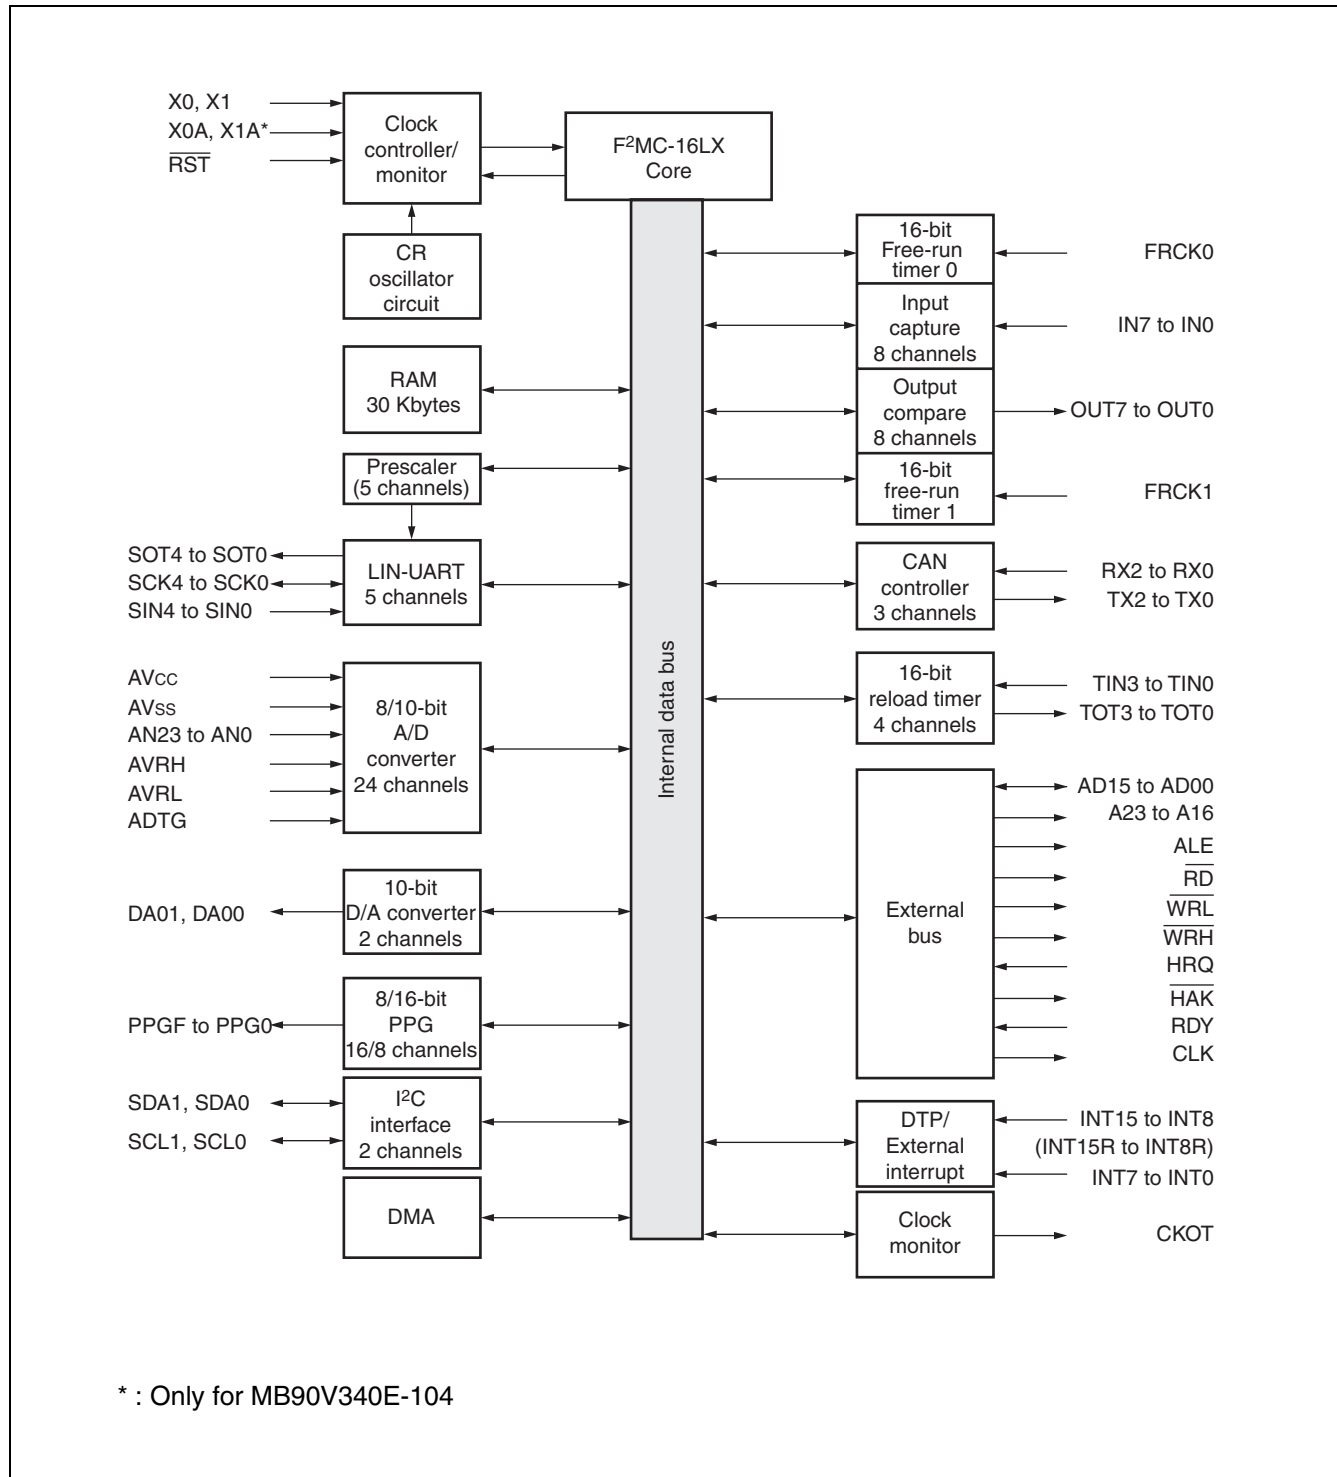 X0, X1
X0A, X1A*
RST
Clock
controller/
monitor
F²MC-16LX
Core
CR
oscillator
circuit
RAM
30 Kbytes
Prescaler
(5 channels)
SOT4 to SOT0
SCK4 to SCK0
SIN4 to SIN0
LIN-UART
5 channels
AVCC
AVSS
AN23 to AN0
AVRH
AVRL
ADTG
8/10-bit
A/D
converter
24 channels
DA01, DA00
10-bit
D/A converter
2 channels
PPGF to PPG0
8/16-bit
PPG
16/8 channels
SDA1, SDA0
SCL1, SCL0
I²C
interface
2 channels
DMA
Internal data bus
16-bit
Free-run
timer 0
FRCK0
Input
capture
8 channels
IN7 to IN0
Output
compare
8 channels
OUT7 to OUT0
16-bit
free-run
timer 1
FRCK1
CAN
controller
3 channels
RX2 to RX0
TX2 to TX0
16-bit
reload timer
4 channels
TIN3 to TIN0
TOT3 to TOT0
External
bus
AD15 to AD00
A23 to A16
ALE
RD
WRL
WRH
HRQ
HAK
RDY
CLK
DTP/
External
interrupt
INT15 to INT8
(INT15R to INT8R)
INT7 to INT0
Clock
monitor
CKOT
* : Only for MB90V340E-104